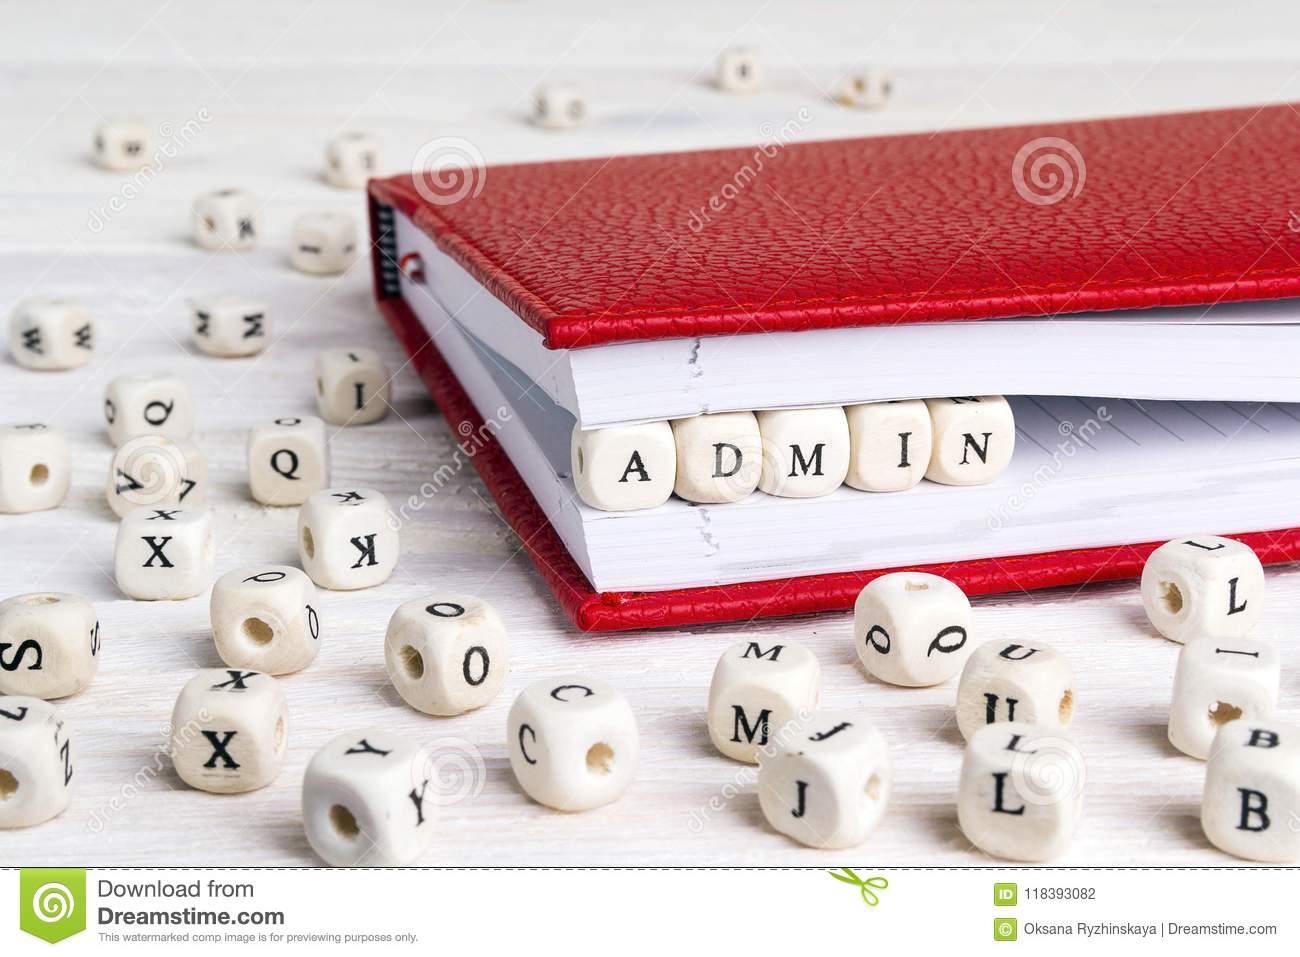 ADMIN
Q
I
Q
Q
V
V
X
X
K
K
S
S
Q
Q
O
O
X
X
C
C
Y
Y
Z
Z
M
M
J
J
U
U
L
L
L
L
I
B
B
W
W
M
M
dreamstime
Download from
Dreamstime.com
This watermarked comp image is for previewing purposes only.
ID 118393082
© Oksana Ryzhinskaya | Dreamstime.com